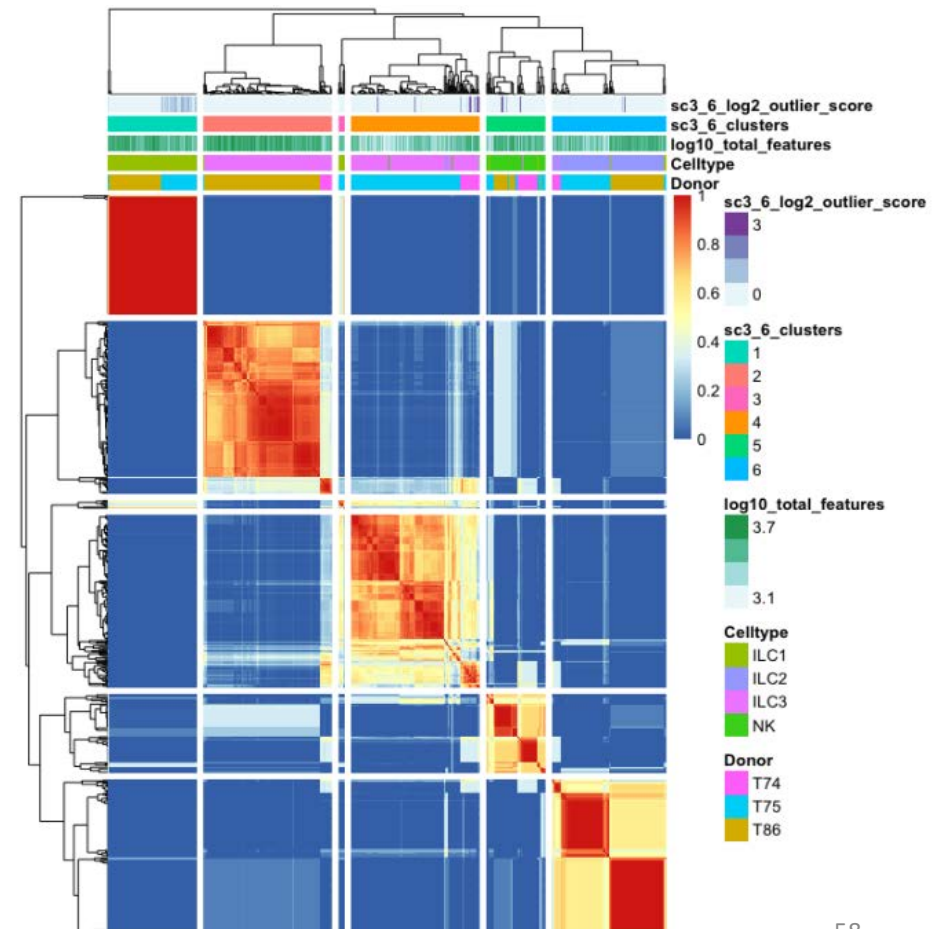 sc3_6_log2_outlier_score
sc3_6_clusters
log10_total_features
Celltype
Donor
1
0.8
0.6
0.4
0.2
0
sc3_6_log2_outlier_score
3
0
sc3_6_clusters
1
2
3
4
5
6
log10_total_features
3.7
3.1
Celltype
ILC1
ILC2
ILC3
NK
Donor
T74
T75
T86